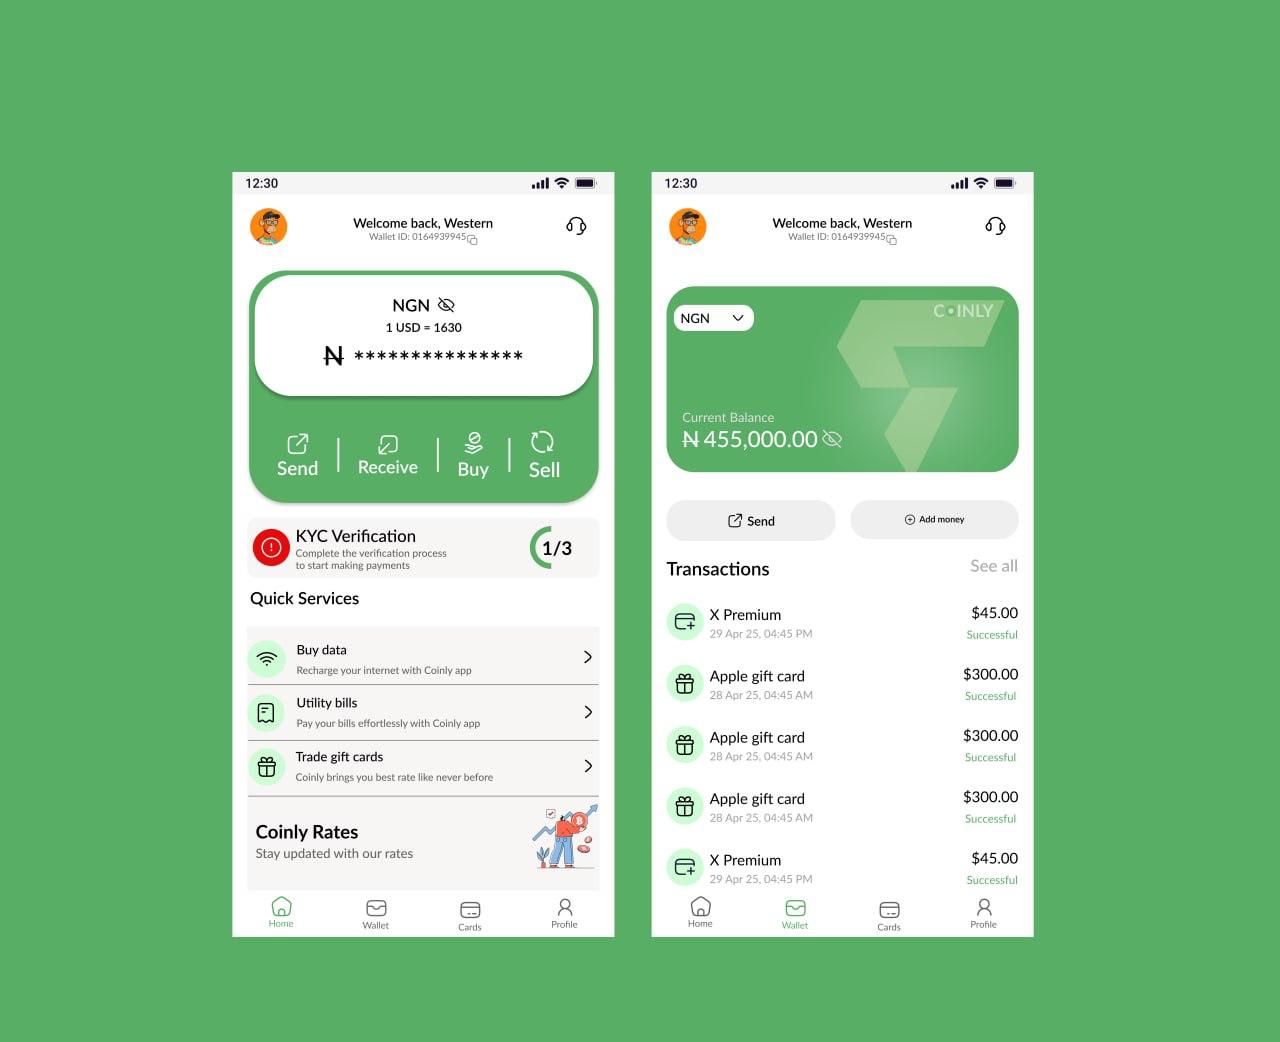 12:30
Welcome back, Western
Wallet ID: 0164939945
NGN
1 USD = 1630
₦ ***************
Send
Receive
Buy
Sell
KYC Verification
Complete the verification process
to start making payments
1/3
Quick Services
Buy data
Recharge your internet with Coinly app
Utility bills
Pay your bills effortlessly with Coinly app
Trade gift cards
Coinly brings you best rate like never before
Coinly Rates
Stay updated with our rates
Home
Wallet
Cards
Profile
12:30
Welcome back, Western
Wallet ID: 0164939945
COINLY
NGN
Current Balance
₦ 455,000.00
Send
Add money
Transactions
See all
X Premium
$45.00
29 Apr 25, 04:45 PM
Successful
Apple gift card
$300.00
28 Apr 25, 04:45 AM
Successful
Apple gift card
$300.00
28 Apr 25, 04:45 AM
Successful
Apple gift card
$300.00
28 Apr 25, 04:45 AM
Successful
X Premium
$45.00
29 Apr 25, 04:45 PM
Successful
Home
Wallet
Cards
Profile